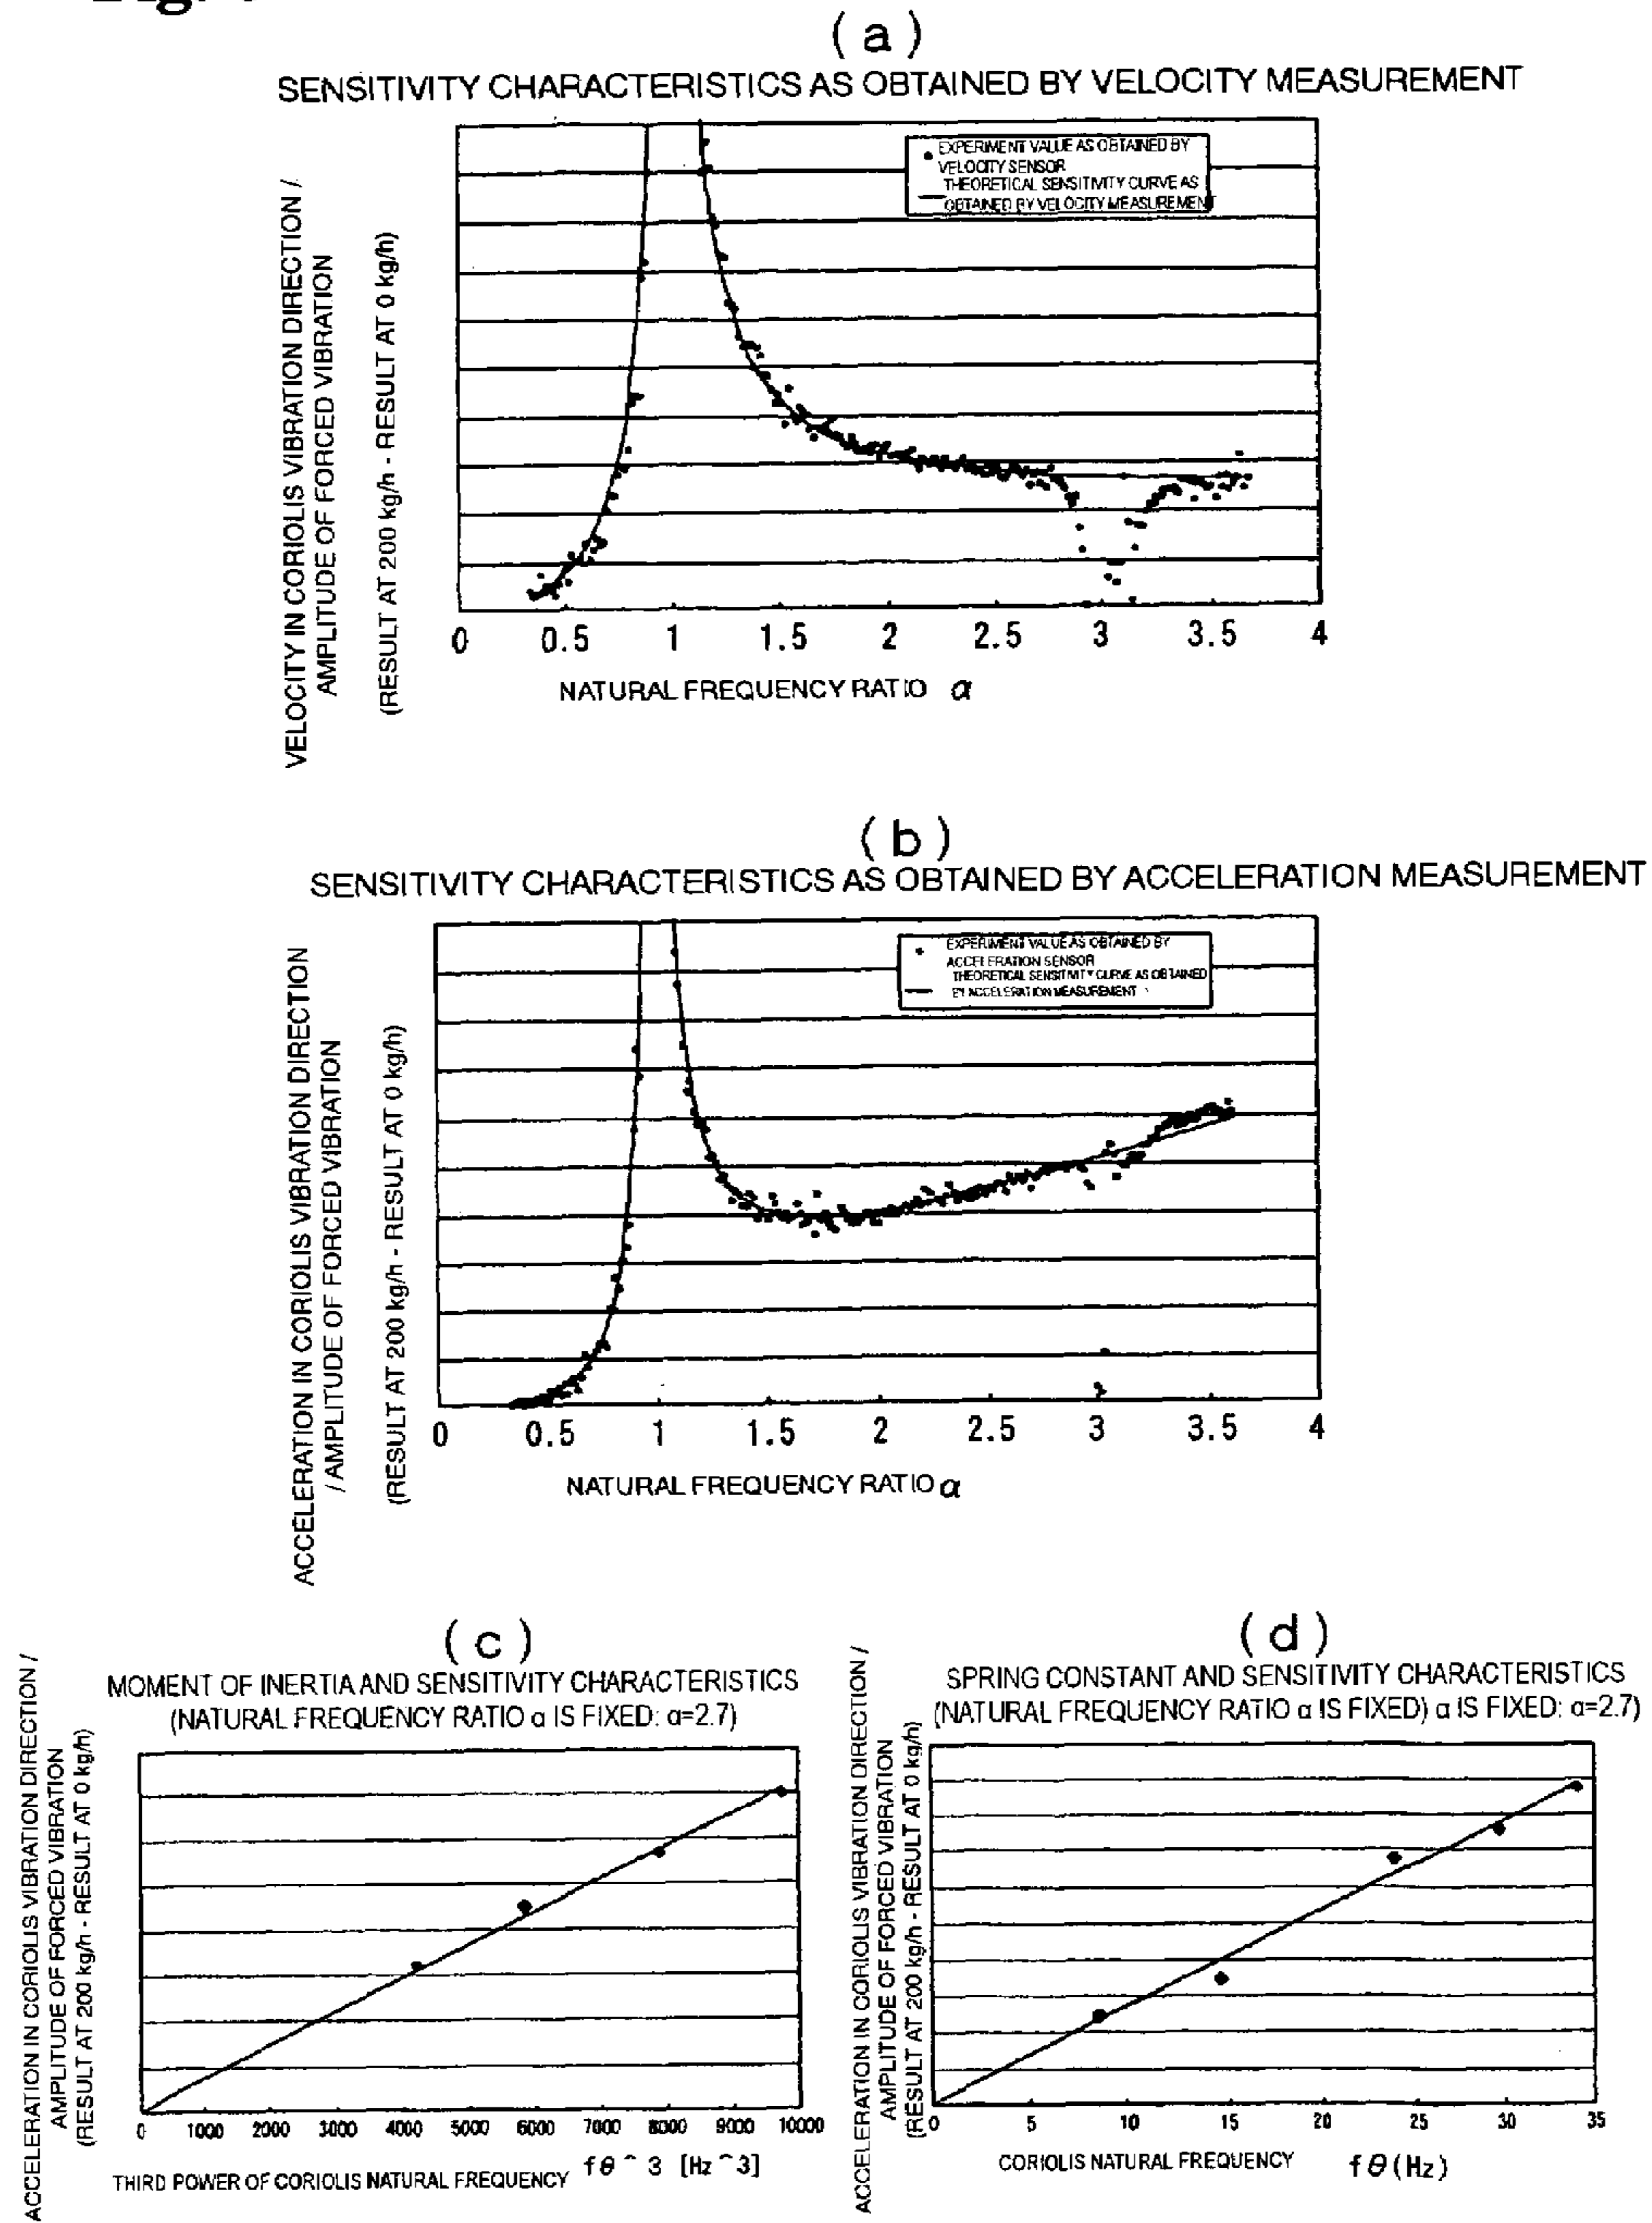 ( a )
SENSITIVITY CHARACTERISTICS AS OBTAINED BY VELOCITY MEASUREMENT
VELOCITY IN CORIOLIS VIBRATION DIRECTION /
AMPLITUDE OF FORCED VIBRATION
(RESULT AT 200 kg/h - RESULT AT 0 kg/h)
EXPERIMENT VALUE AS OBTAINED BY
VELOCITY SENSOR
THEORETICAL SENSITIVITY CURVE AS
OBTAINED BY VELOCITY MEASUREMENT
0 0.5 1 1.5 2 2.5 3 3.5 4
NATURAL FREQUENCY RATIO α
( b )
SENSITIVITY CHARACTERISTICS AS OBTAINED BY ACCELERATION MEASUREMENT
ACCELERATION IN CORIOLIS VIBRATION DIRECTION
/ AMPLITUDE OF FORCED VIBRATION
(RESULT AT 200 kg/h - RESULT AT 0 kg/h)
EXPERIMENT VALUE AS OBTAINED BY
ACCELERATION SENSOR
THEORETICAL SENSITIVITY CURVE AS OBTAINED
BY ACCELERATION MEASUREMENT
0 0.5 1 1.5 2 2.5 3 3.5 4
NATURAL FREQUENCY RATIO α
( c )
MOMENT OF INERTIA AND SENSITIVITY CHARACTERISTICS
(NATURAL FREQUENCY RATIO α IS FIXED: α=2.7)
ACCELERATION IN CORIOLIS VIBRATION DIRECTION /
AMPLITUDE OF FORCED VIBRATION
(RESULT AT 200 kg/h - RESULT AT 0 kg/h)
0 1000 2000 3000 4000 5000 6000 7000 8000 9000 10000
THIRD POWER OF CORIOLIS NATURAL FREQUENCY fθ^3 [Hz^3]
( d )
SPRING CONSTANT AND SENSITIVITY CHARACTERISTICS
(NATURAL FREQUENCY RATIO α IS FIXED) α IS FIXED: α=2.7)
ACCELERATION IN CORIOLIS VIBRATION DIRECTION /
AMPLITUDE OF FORCED VIBRATION
(RESULT AT 200 kg/h - RESULT AT 0 kg/h)
0 5 10 15 20 25 30 35
CORIOLIS NATURAL FREQUENCY fθ(Hz)